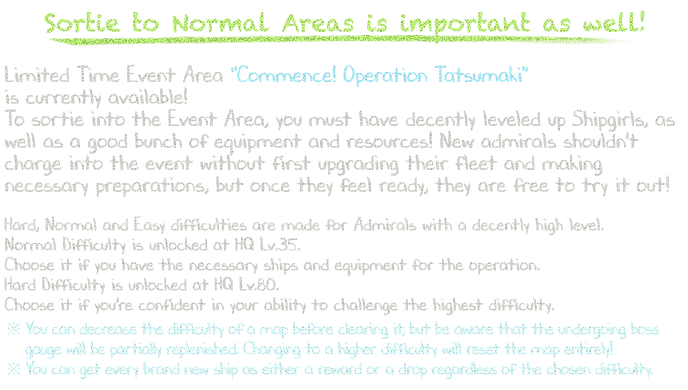 Sortie to Normal Areas is important as well!
Limited Time Event Area "Commence! Operation Tatsumaki"
is currently available!
To sortie into the Event Area, you must have decently leveled up Shipgirls, as
well as a good bunch of equipment and resources! New admirals shouldn't
charge into the event without first upgrading their fleet and making
necessary preparations, but once they feel ready, they are free to try it out!
Hard, Normal and Easy difficulties are made for Admirals with a decently high level.
Normal Difficulty is unlocked at HQ Lv.35.
Choose it if you have the necessary ships and equipment for the operation.
Hard Difficulty is unlocked at HQ Lv.80.
Choose it if you're confident in your ability to challenge the highest difficulty.
※ You can decrease the difficulty of a map before clearing it, but be aware that the undergoing boss
gauge will be partially replenished. Changing to a higher difficulty will reset the map entirely!
※ You can get every brand new ship as either a reward or a drop regardless of the chosen difficulty.